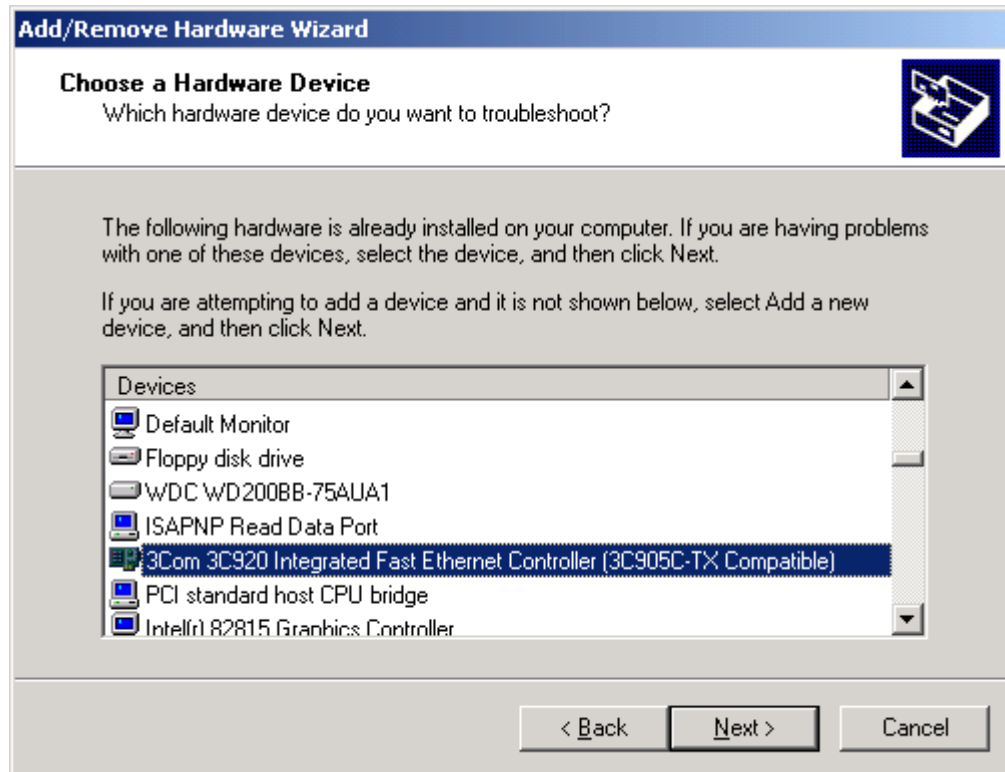 Add/Remove Hardware Wizard
Choose a Hardware Device
Which hardware device do you want to troubleshoot?
The following hardware is already installed on your computer. If you are having problems
with one of these devices, select the device, and then click Next.
If you are attempting to add a device and it is not shown below, select Add a new
device, and then click Next.
Devices
Default Monitor
Floppy disk drive
WDC WD200BB-75AUA1
ISAPNP Read Data Port
3Com 3C920 Integrated Fast Ethernet Controller (3C905C-TX Compatible)
PCI standard host CPU bridge
Intel(r) 82815 Graphics Controller
< Back Next > Cancel